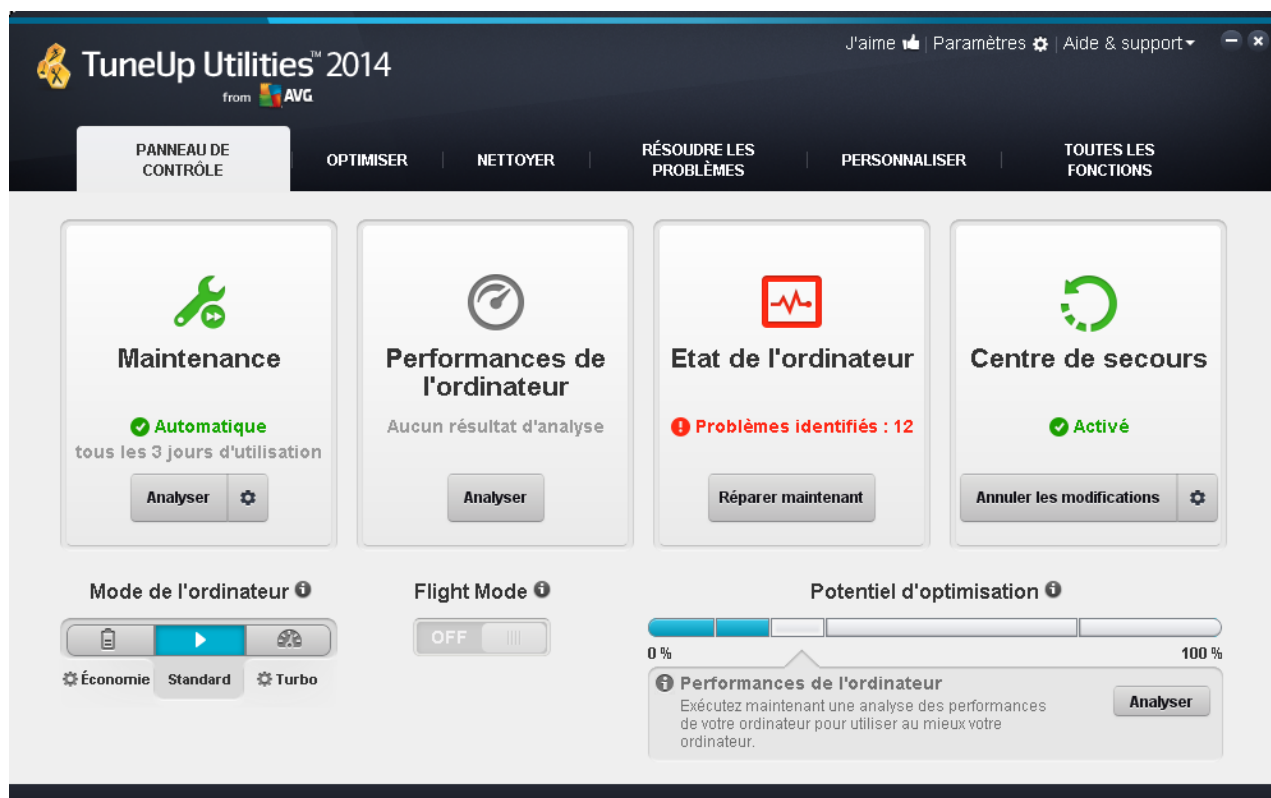 J'aime | Paramètres | Aide & support
TuneUp Utilities™ 2014
from AVG
PANNEAU DE
CONTRÔLE
OPTIMISER
NETTOYER
RÉSOUDRE LES
PROBLÈMES
PERSONNALISER
TOUTES LES
FONCTIONS
Maintenance
Automatique
tous les 3 jours d'utilisation
Analyser
Performances de
l'ordinateur
Aucun résultat d'analyse
Analyser
Etat de l'ordinateur
Problèmes identifiés : 12
Réparer maintenant
Centre de secours
Activé
Annuler les modifications
Mode de l'ordinateur
Économie Standard Turbo
Flight Mode
OFF
Potentiel d'optimisation
0 % 100 %
Performances de l'ordinateur
Exécutez maintenant une analyse des performances
de votre ordinateur pour utiliser au mieux votre
ordinateur.
Analyser